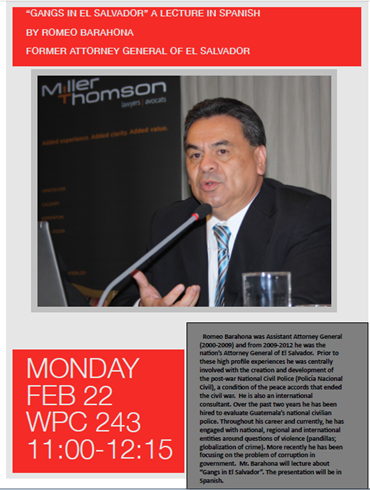 “GANGS IN EL SALVADOR” A LECTURE IN SPANISH
BY ROMEO BARAHONA
FORMER ATTORNEY GENERAL OF EL SALVADOR
Miller
Thomson
lawyers | avocats
Added experience. Added clarity. Added value.
MONDAY
FEB 22
WPC 243
11:00-12:15
Romeo Barahona was Assistant Attorney General
(2000-2009) and from 2009-2012 he was the
nation's Attorney General of El Salvador. Prior to
these high profile experiences he was centrally
involved with the creation and development of
the post-war National Civil Police (Policía Nacional
Civil), a condition of the peace accords that ended
the civil war. He is also an international
consultant. Over the past two years he has been
hired to evaluate Guatemala's national civilian
police. Throughout his career and currently, he has
engaged with national, regional and international
entities around questions of violence (pandillas;
globalization of crime). More recently he has been
focusing on the problem of corruption in
government. Mr. Barahona will lecture about
“Gangs in El Salvador”. The presentation will be in
Spanish.